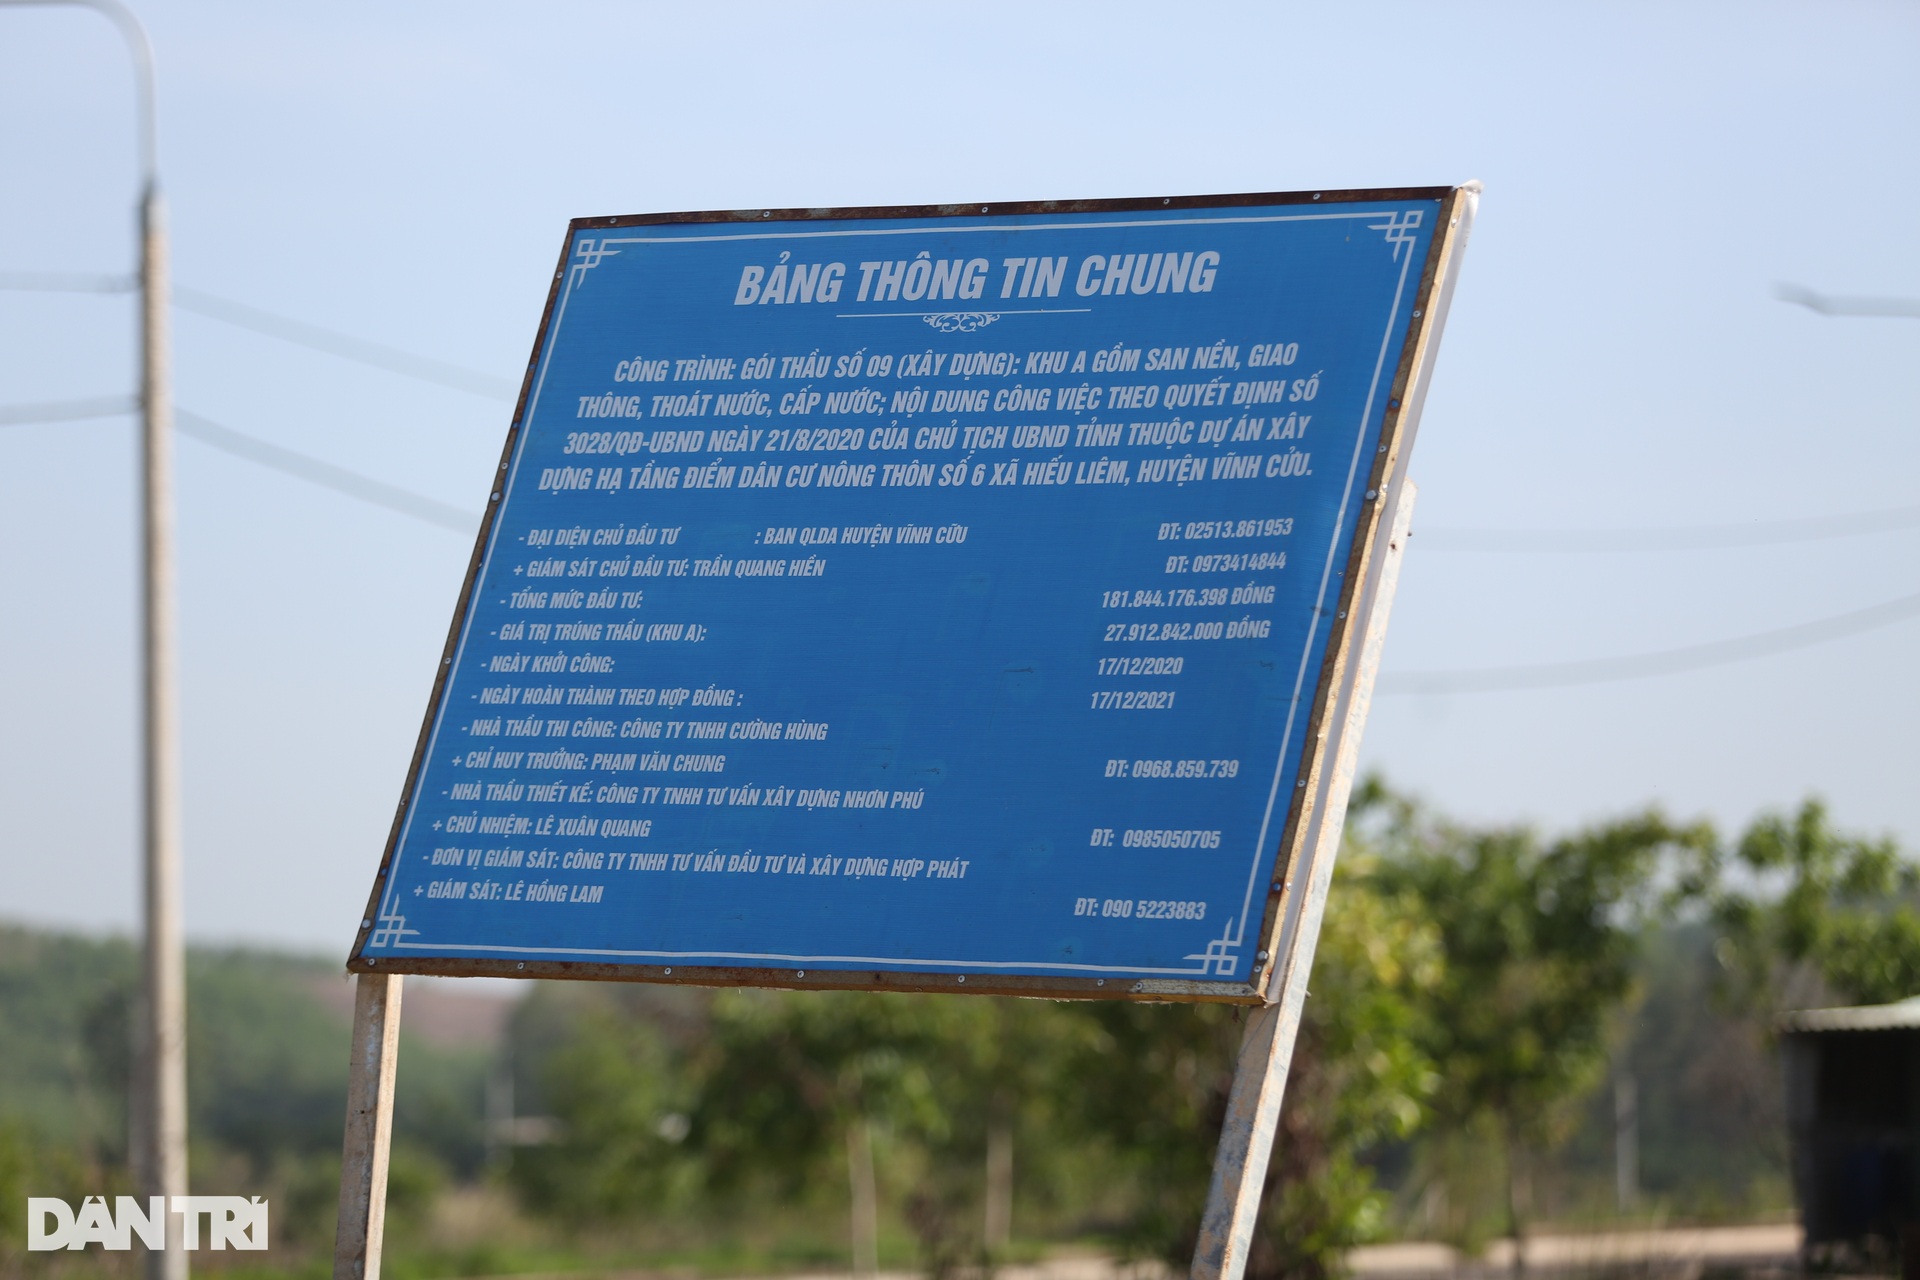 BẢNG THÔNG TIN CHUNG
CÔNG TRÌNH: GÓI THẦU SỐ 09 (XÂY DỰNG): KHU A GỒM SAN NỀN, GIAO
THÔNG, THOÁT NƯỚC, CẤP NƯỚC; NỘI DUNG CÔNG VIỆC THEO QUYẾT ĐỊNH SỐ
3028/QĐ-UBND NGÀY 21/8/2020 CỦA CHỦ TỊCH UBND TỈNH THUỘC DỰ ÁN XÂY
DỰNG HẠ TẦNG ĐIỂM DÂN CƯ NÔNG THÔN SỐ 6 XÃ HIẾU LIÊM, HUYỆN VĨNH CỬU.
- ĐẠI DIỆN CHỦ ĐẦU TƯ : BAN QLDA HUYỆN VĨNH CỮU ĐT: 02513.861953
+ GIÁM SÁT CHỦ ĐẦU TƯ: TRẦN QUANG HIỀN ĐT: 0973414844
- TỔNG MỨC ĐẦU TƯ: 181.844.176.398 ĐỒNG
- GIÁ TRỊ TRÚNG THẦU (KHU A): 27.912.842.000 ĐỒNG
- NGÀY KHỞI CÔNG: 17/12/2020
- NGÀY HOÀN THÀNH THEO HỢP ĐỒNG : 17/12/2021
- NHÀ THẦU THI CÔNG: CÔNG TY TNHH CƯỜNG HÙNG
+ CHỈ HUY TRƯỞNG: PHẠM VĂN CHUNG ĐT: 0968.859.739
- NHÀ THẦU THIẾT KẾ: CÔNG TY TNHH TƯ VẤN XÂY DỰNG NHƠN PHÚ
+ CHỦ NHIỆM: LÊ XUÂN QUANG ĐT: 0985050705
- ĐƠN VỊ GIÁM SÁT: CÔNG TY TNHH TƯ VẤN ĐẦU TƯ VÀ XÂY DỰNG HỢP PHÁT
+ GIÁM SÁT: LÊ HỒNG LAM ĐT: 090 5223883
DÂN TRÍ